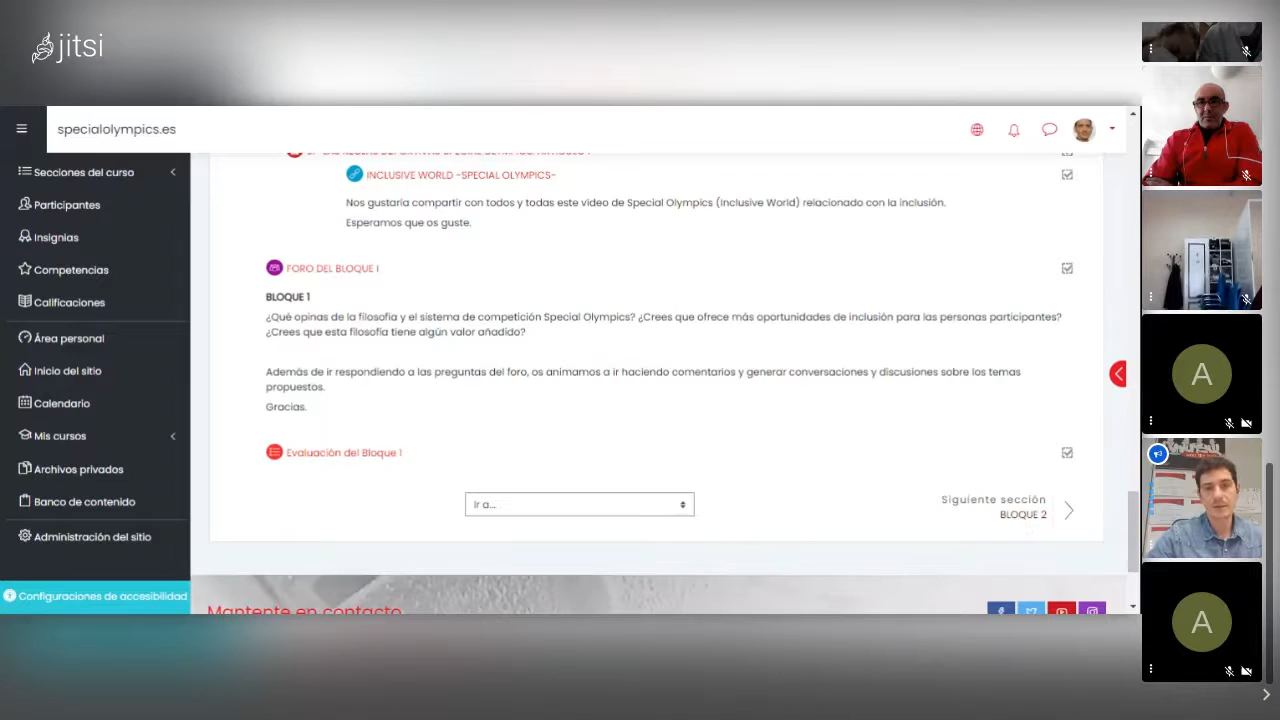 jitsi
specialolympics.es
Secciones del curso
Participantes
Insignias
Competencias
Calificaciones
Área personal
Inicio del sitio
Calendario
Mis cursos
Archivos privados
Banco de contenido
Administración del sitio
Configuraciones de accesibilidad
INCLUSIVE WORLD -SPECIAL OLYMPICS-
Nos gustaría compartir con todos y todas este video de Special Olympics (Inclusive World) relacionado con la inclusión.
Esperamos que os guste.
FORO DEL BLOQUE I
BLOQUE 1
¿Qué opinas de la filosofía y el sistema de competición Special Olympics? ¿Crees que ofrece más oportunidades de inclusión para las personas participantes?
¿Crees que esta filosofía tiene algún valor añadido?
Además de ir respondiendo a las preguntas del foro, os animamos a ir haciendo comentarios y generar conversaciones y discusiones sobre los temas
propuestos.
Gracias.
Evaluación del Bloque 1
Ir a...
Siguiente sección
BLOQUE 2
Mantente en contacto
A
A